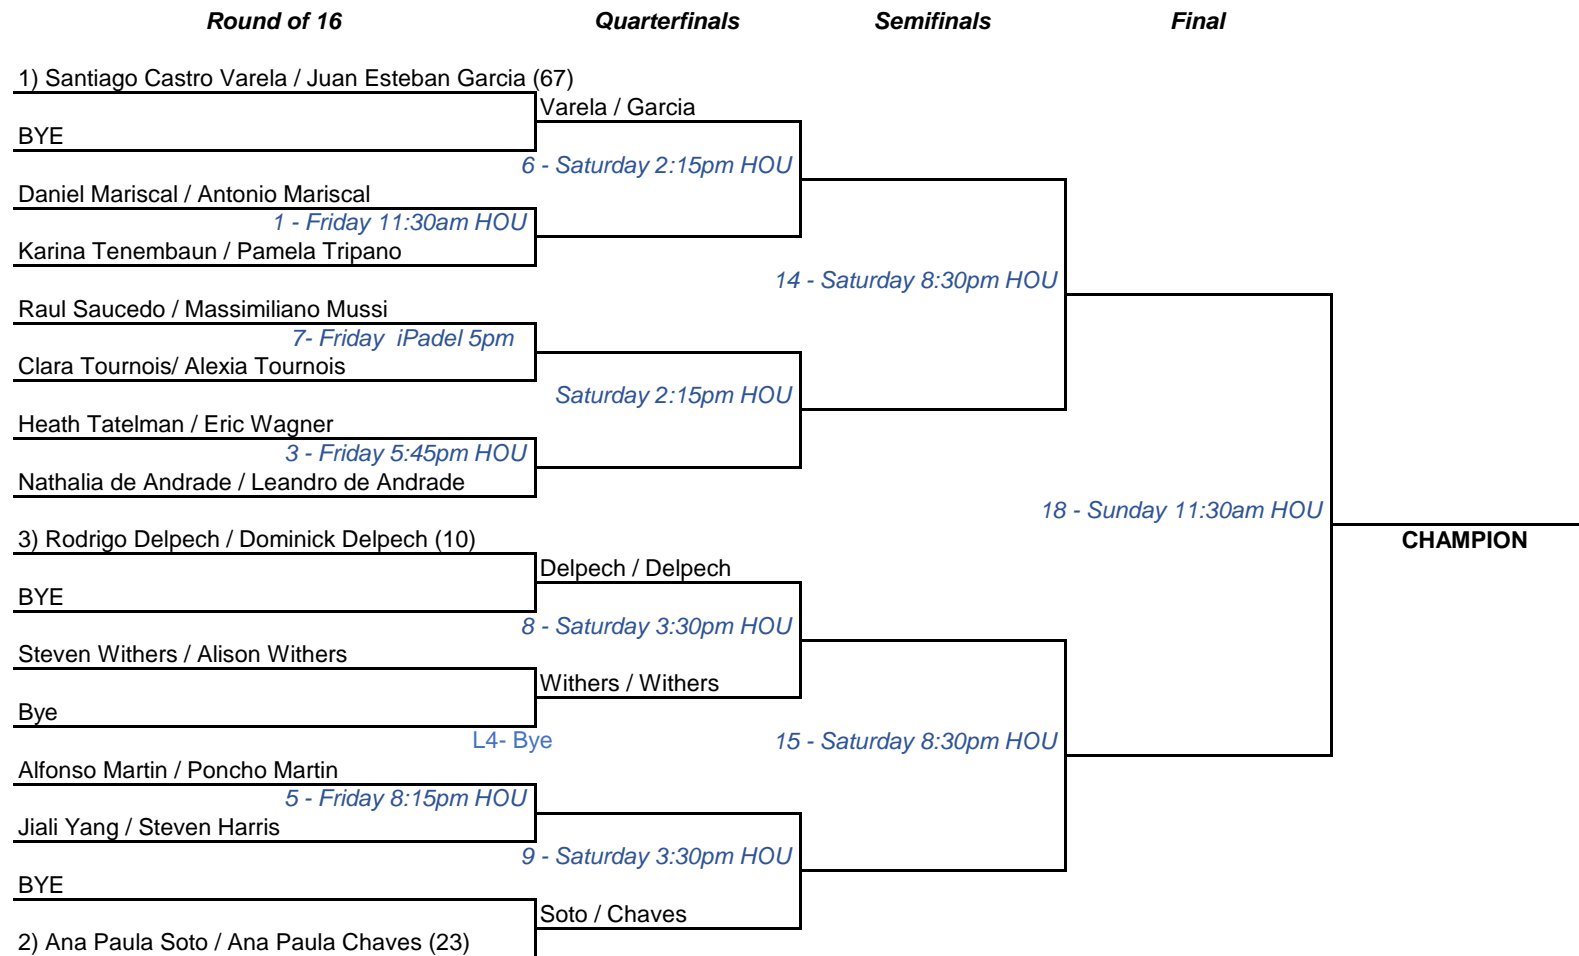 Round of 16 Quarterfinals Semifinals Final
1) Santiago Castro Varela / Juan Esteban Garcia (67)
Varela / Garcia
BYE
6 - Saturday 2:15pm HOU
Daniel Mariscal / Antonio Mariscal
1 - Friday 11:30am HOU
Karina Tenembaun / Pamela Tripano
14 - Saturday 8:30pm HOU
Raul Saucedo / Massimiliano Mussi
7- Friday  iPadel 5pm
Clara Tournois/ Alexia Tournois
Saturday 2:15pm HOU
Heath Tatelman / Eric Wagner
3 - Friday 5:45pm HOU
Nathalia de Andrade / Leandro de Andrade
18 - Sunday 11:30am HOU
3) Rodrigo Delpech / Dominick Delpech (10)
CHAMPION
Delpech / Delpech
BYE
8 - Saturday 3:30pm HOU
Steven Withers / Alison Withers
Withers / Withers
Bye
L4- Bye
15 - Saturday 8:30pm HOU
Alfonso Martin / Poncho Martin
5 - Friday 8:15pm HOU
Jiali Yang / Steven Harris
9 - Saturday 3:30pm HOU
BYE
Soto / Chaves
2) Ana Paula Soto / Ana Paula Chaves (23)